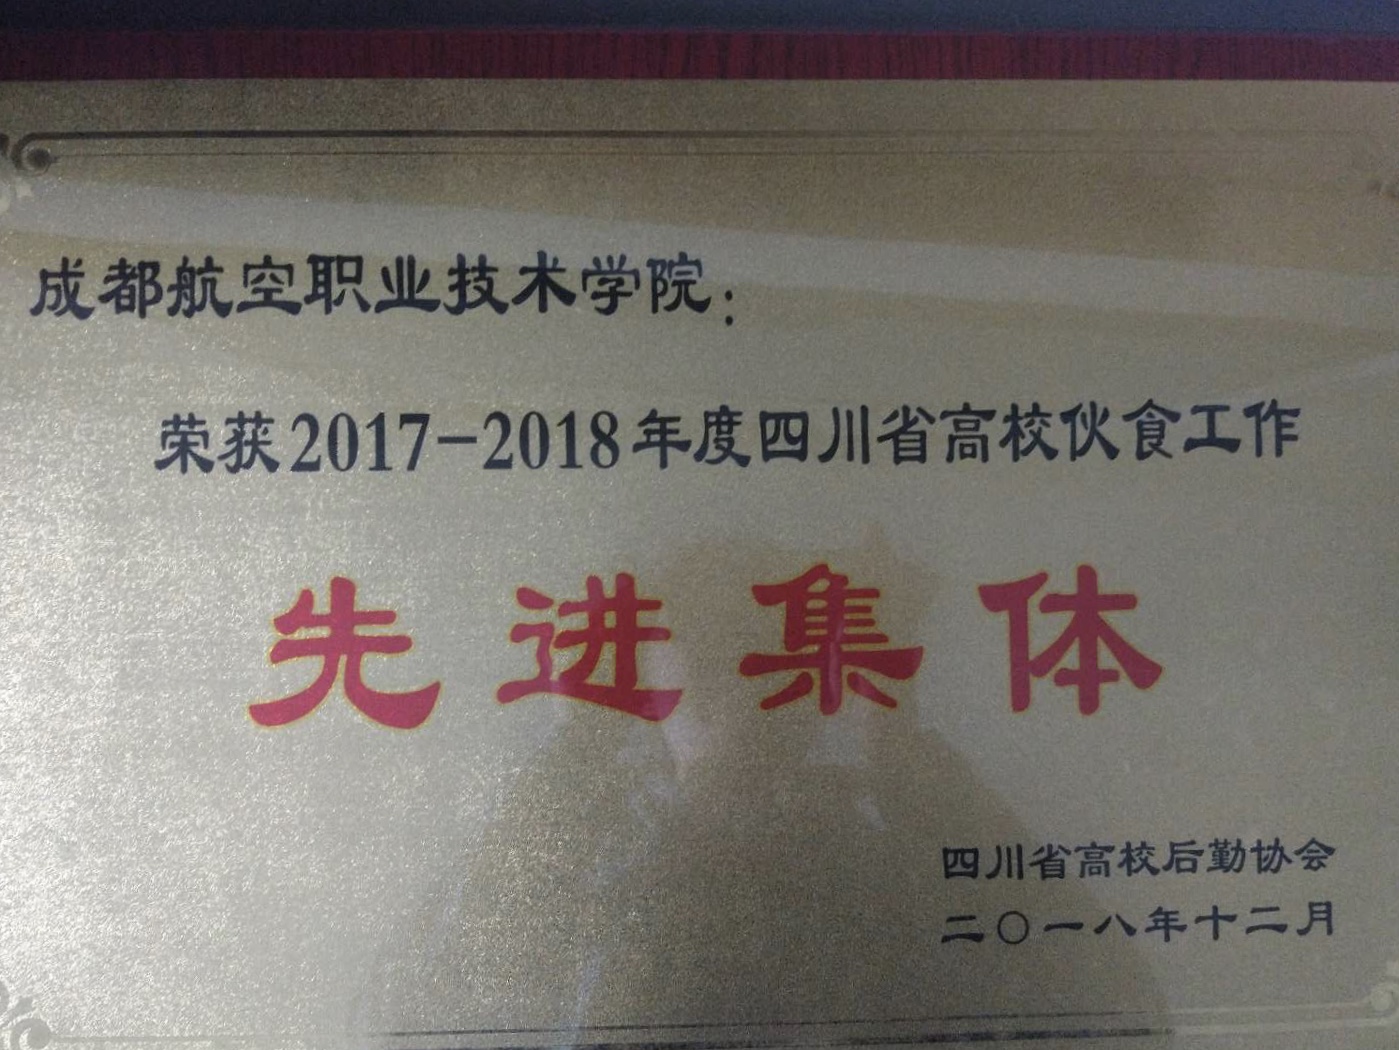 成都航空职业技术学院：
荣获2017-2018年度四川省高校伙食工作
先进集体
四川省高校后勤协会
二〇一八年十二月